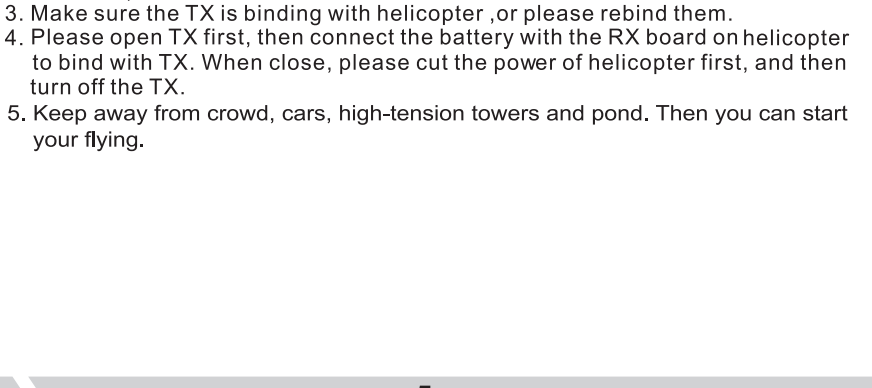 3. Make sure the TX is binding with helicopter ,or please rebind them.
4. Please open TX first, then connect the battery with the RX board on helicopter
to bind with TX. When close, please cut the power of helicopter first, and then
turn off the TX.
5. Keep away from crowd, cars, high-tension towers and pond. Then you can start
your flying.